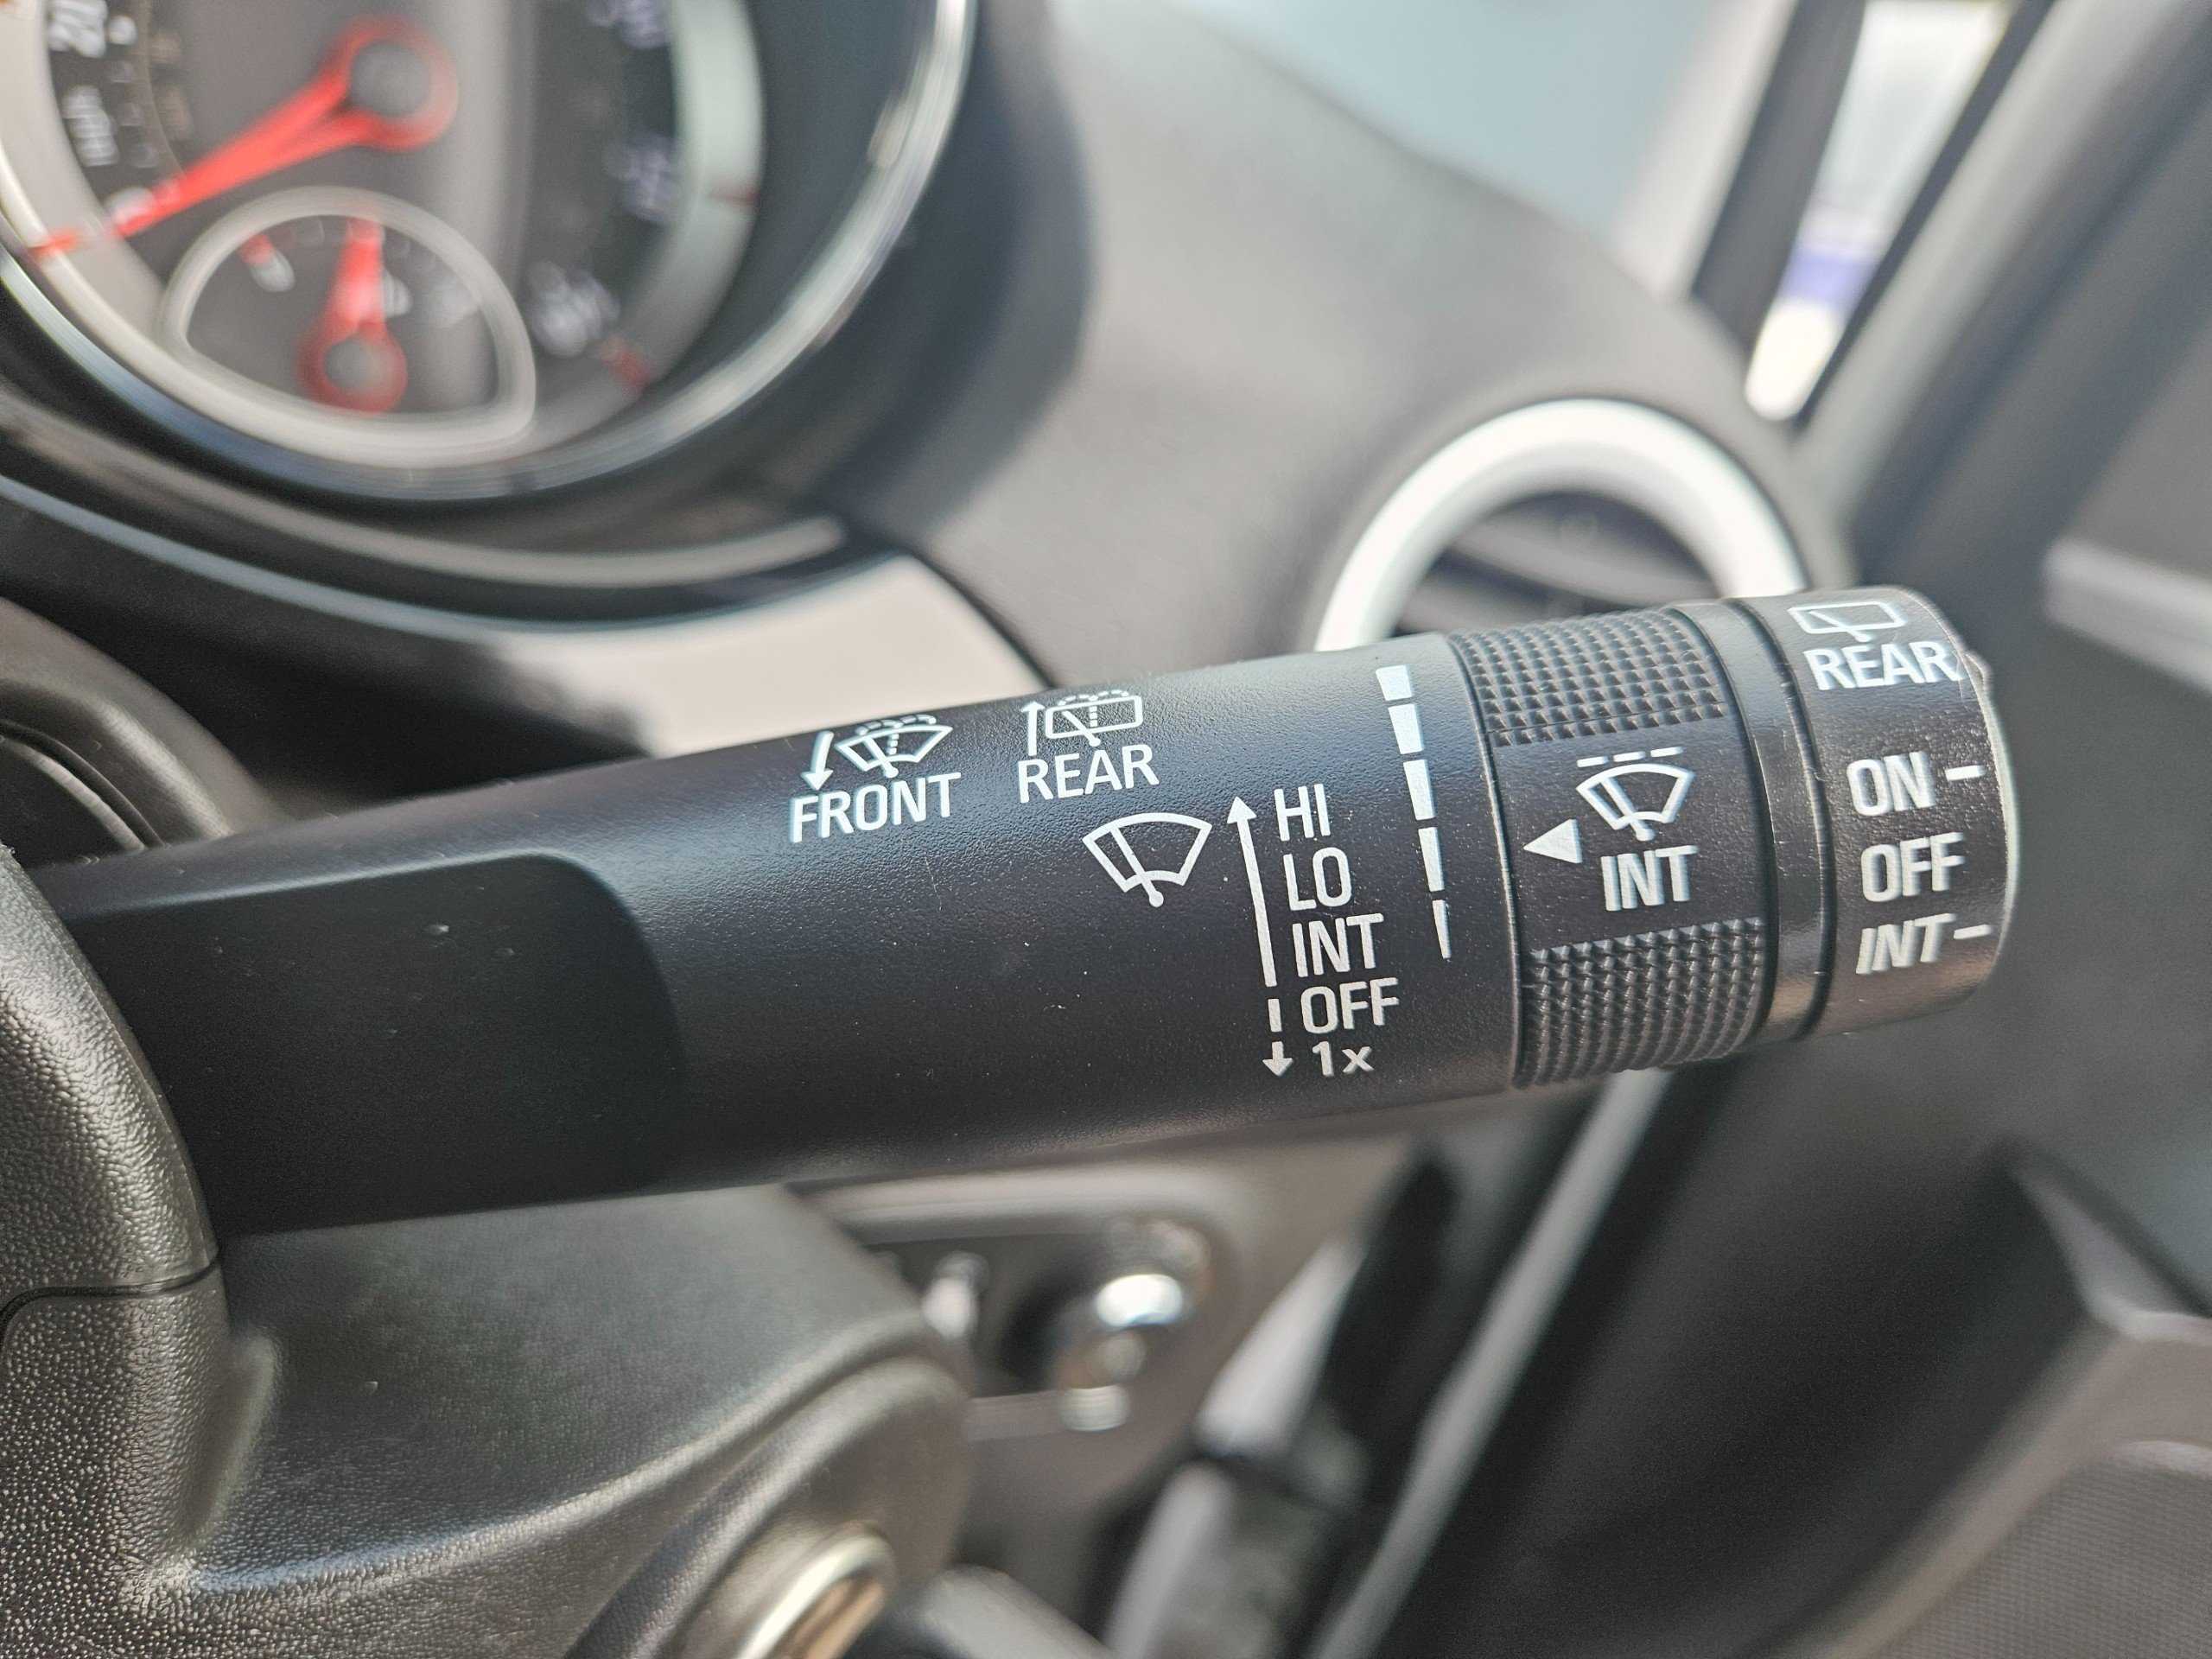 FRONT
REAR
HI
LO
INT
OFF
1x
INT
REAR
ON
OFF
INT